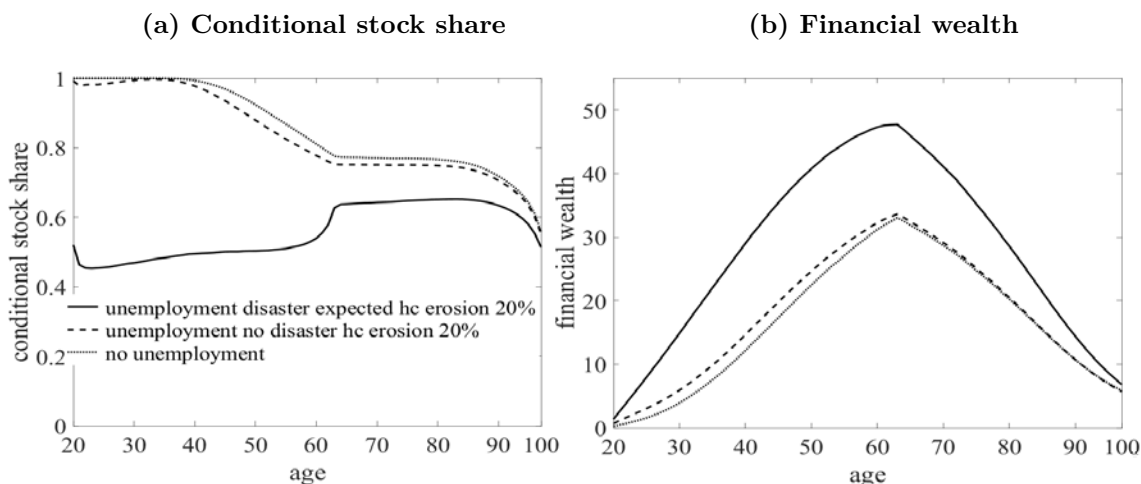 (a) Conditional stock share
1
0.8
0.6
0.4
0.2
0
conditional stock share
unemployment disaster expected hc erosion 20%
unemployment no disaster hc erosion 20%
no unemployment
20 30 40 50 60 70 80 90 100
age
(b) Financial wealth
50
40
30
20
10
0
financial wealth
20 30 40 50 60 70 80 90 100
age